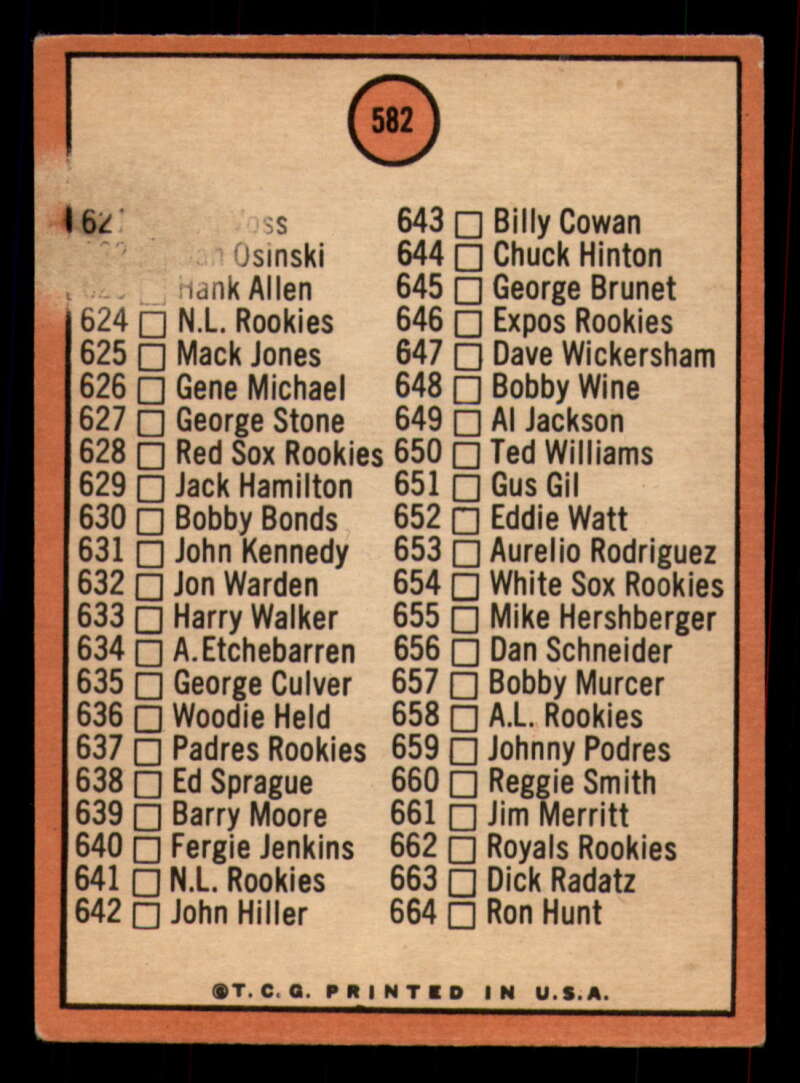 582
62
Osinski
Hank Allen
624 N.L. Rookies
625 Mack Jones
626 Gene Michael
627 George Stone
628 Red Sox Rookies
629 Jack Hamilton
630 Bobby Bonds
631 John Kennedy
632 Jon Warden
633 Harry Walker
634 A.Etchebarren
635 George Culver
636 Woodie Held
637 Padres Rookies
638 Ed Sprague
639 Barry Moore
640 Fergie Jenkins
641 N.L. Rookies
642 John Hiller
643 Billy Cowan
644 Chuck Hinton
645 George Brunet
646 Expos Rookies
647 Dave Wickersham
648 Bobby Wine
649 Al Jackson
650 Ted Williams
651 Gus Gil
652 Eddie Watt
653 Aurelio Rodriguez
654 White Sox Rookies
655 Mike Hershberger
656 Dan Schneider
657 Bobby Murcer
658 A.L. Rookies
659 Johnny Podres
660 Reggie Smith
661 Jim Merritt
662 Royals Rookies
663 Dick Radatz
664 Ron Hunt
©T.C.G. PRINTED IN U.S.A.